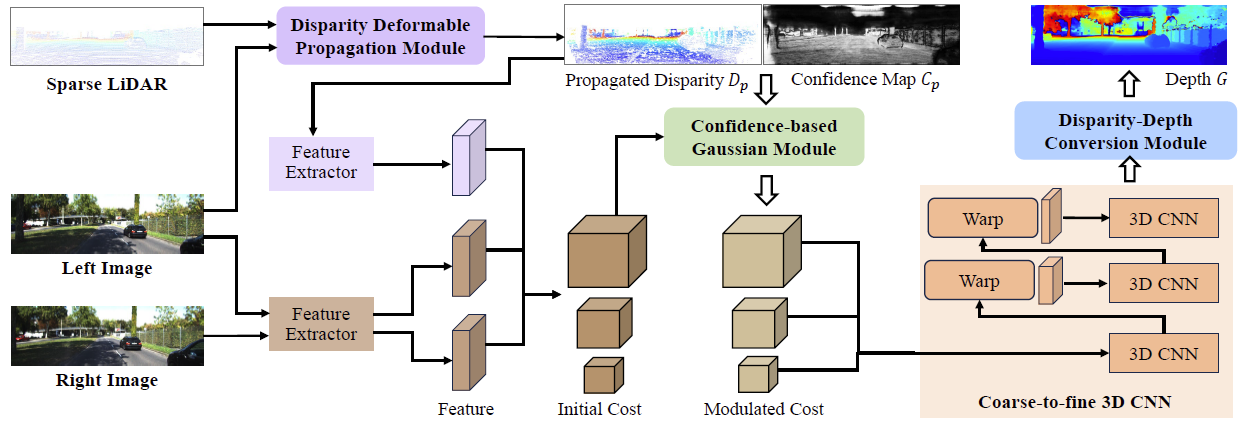 Disparity Deformable
Propagation Module
Sparse LiDAR
Propagated Disparity D_p
Confidence Map C_p
Depth G
Confidence-based
Gaussian Module
Disparity-Depth
Conversion Module
Feature
Extractor
Left Image
Feature
Extractor
Right Image
Feature
Initial Cost
Modulated Cost
Warp
3D CNN
Warp
3D CNN
3D CNN
Coarse-to-fine 3D CNN